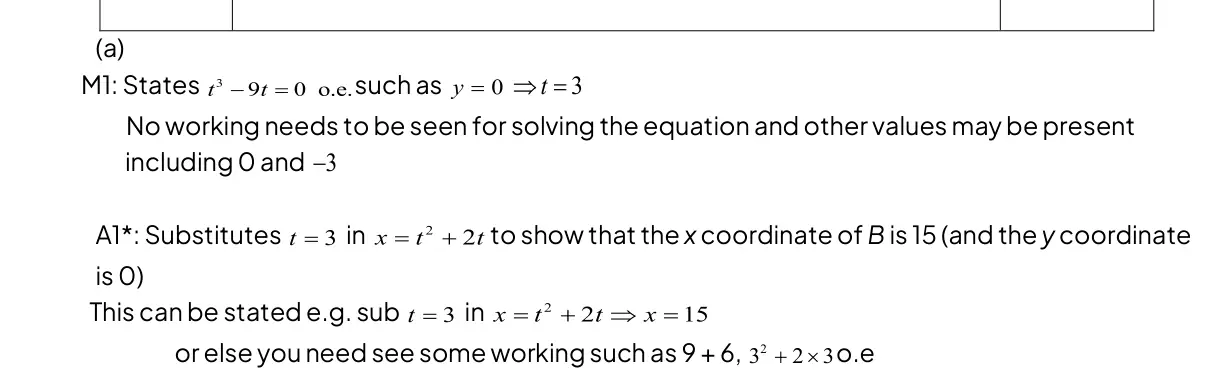 (a)
M1: States t³ – 9t = 0 o.e. such as y = 0 ⇒ t = 3
No working needs to be seen for solving the equation and other values may be present
including 0 and –3
A1*: Substitutes t = 3 in x = t² + 2t to show that the x coordinate of B is 15 (and the y coordinate
is 0)
This can be stated e.g. sub t = 3 in x = t² + 2t ⇒ x = 15
or else you need see some working such as 9 + 6, 3² + 2 × 3 o.e